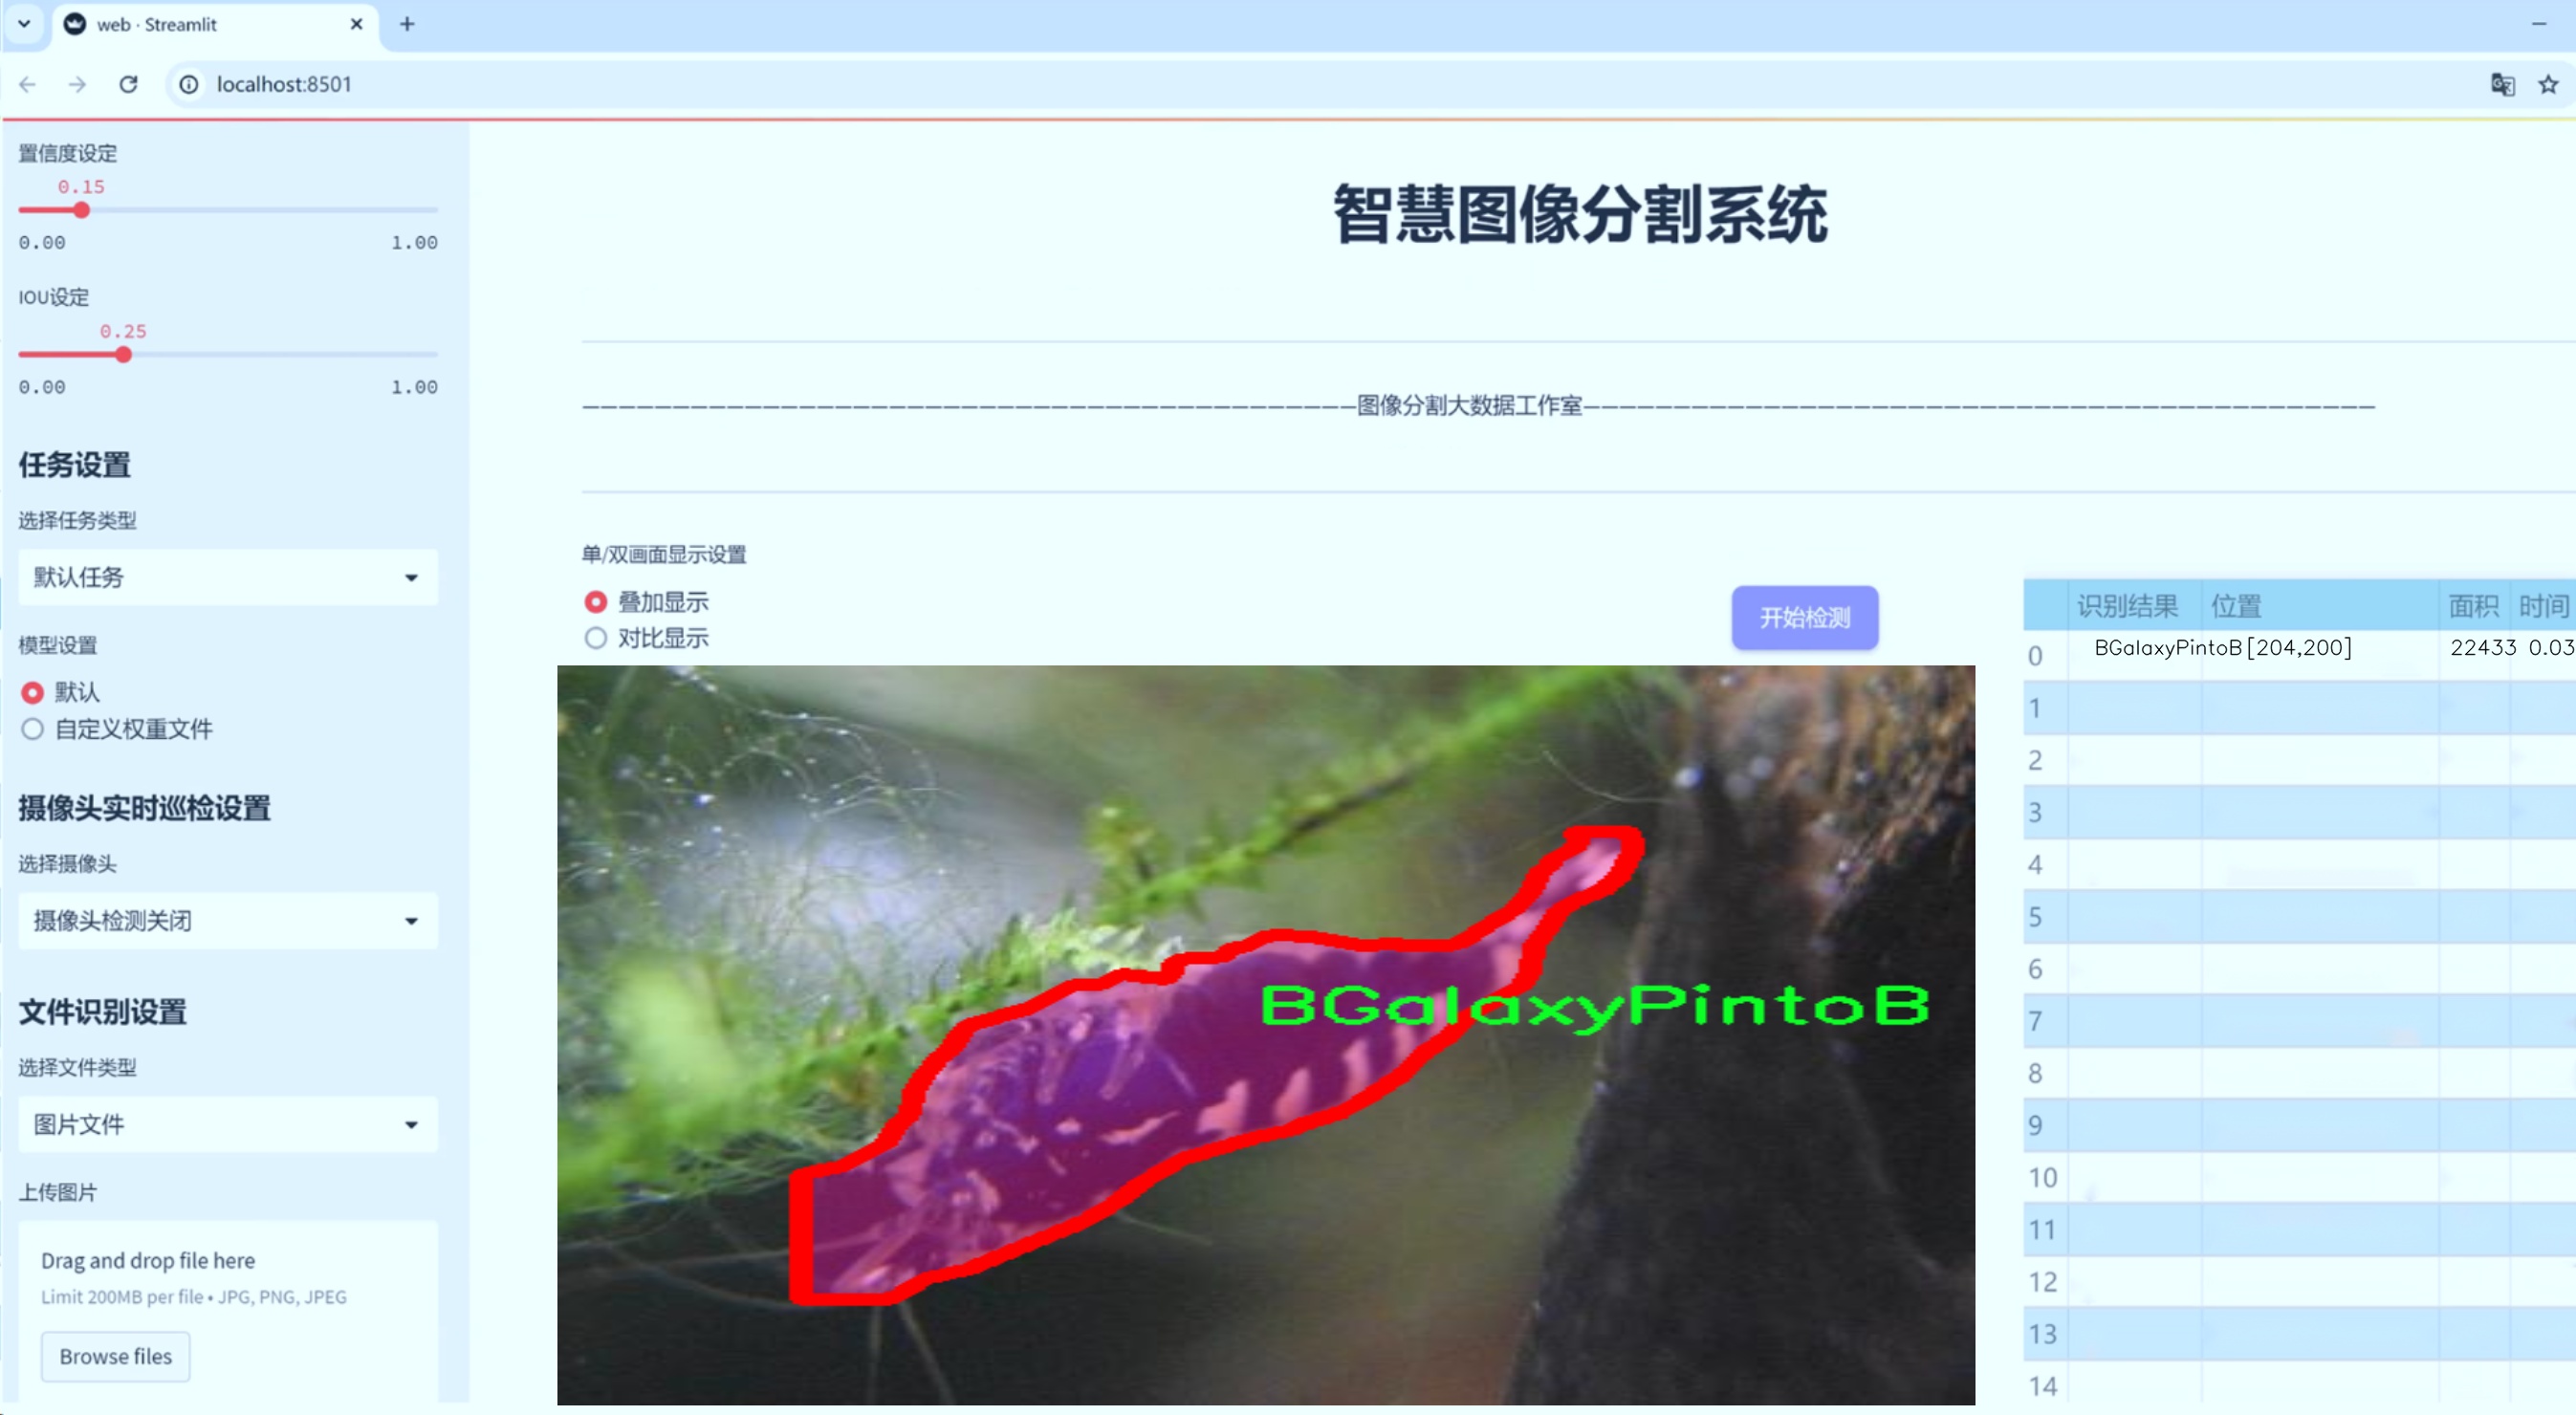 web · Streamlit
localhost:8501
置信度设定
0.15
0.00 1.00
IOU设定
0.25
0.00 1.00
任务设置
选择任务类型
默认任务
模型设置
默认
自定义权重文件
摄像头实时巡检设置
选择摄像头
摄像头检测关闭
文件识别设置
选择文件类型
图片文件
上传图片
Drag and drop file here
Limit 200MB per file • JPG, PNG, JPEG
Browse files
智慧图像分割系统
———————————————————————————————————————————图像分割大数据工作室————————————————————————————————————————————
单/双画面显示设置
叠加显示
对比显示
开始检测
BGalaxyPintoB
识别结果 位置 面积 时间
0 BGalaxyPintoB [204,200] 22433 0.03
1
2
3
4
5
6
7
8
9
10
11
12
13
14